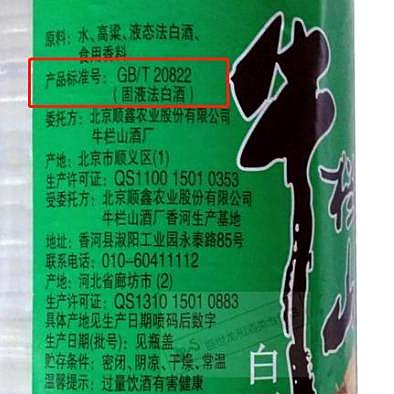 原料：水、高粱、液态法白酒、
食用香料
产品标准号：GB/T 20822
（固液法白酒）
委托方：北京顺鑫农业股份有限公司
牛栏山酒厂
产地：北京市顺义区(1)
生产许可证：QS1100 1501 0353
受委托方：北京顺鑫农业股份有限公司
牛栏山酒厂香河生产基地
地址：香河县淑阳工业园永泰路85号
联系电话：010-60411112
产地：河北省廊坊市 (2)
生产许可证：QS1310 1501 0883
具体产地见生产日期喷码后数字
生产日期(批号)：见瓶盖
贮存条件：密闭、阴凉、干燥、常温
温馨提示：过量饮酒有害健康
牛栏山
白